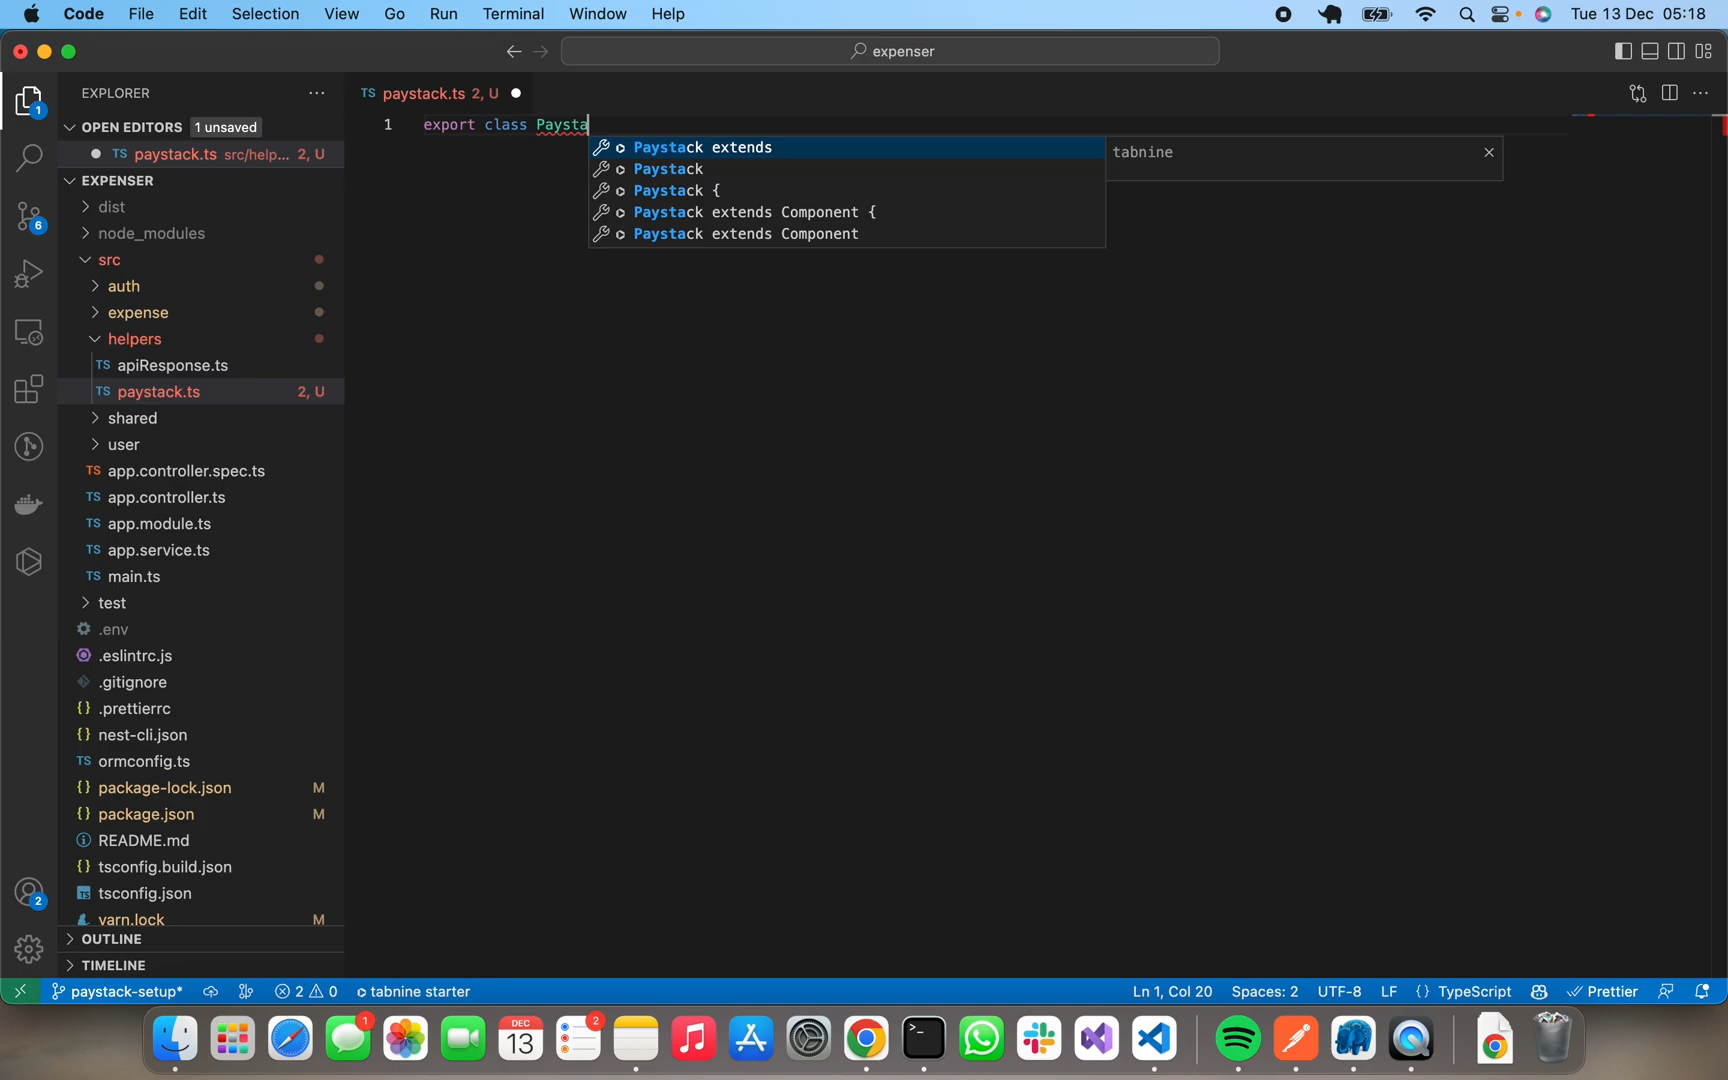 Code File Edit Selection View Go Run Terminal Window Help Tue 13 Dec 05:18
expenser
EXPLORER
TS paystack.ts 2, U
OPEN EDITORS 1 unsaved
1 export class Paysta
TS paystack.ts src/help... 2, U
Paystack extends
tabnine
Paystack
Paystack {
Paystack extends Component {
Paystack extends Component
EXPENSER
dist
node_modules
src
auth
expense
helpers
TS apiResponse.ts
TS paystack.ts 2, U
shared
user
TS app.controller.spec.ts
TS app.controller.ts
TS app.module.ts
TS app.service.ts
TS main.ts
test
.env
.eslintrc.js
.gitignore
{} .prettierrc
{} nest-cli.json
TS ormconfig.ts
{} package-lock.json M
{} package.json M
README.md
{} tsconfig.build.json
TS tsconfig.json
yarn.lock M
OUTLINE
TIMELINE
1
6
2
paystack-setup* 2 0 tabnine starter Ln 1, Col 20 Spaces: 2 UTF-8 LF {} TypeScript Prettier
1 DEC 13 2